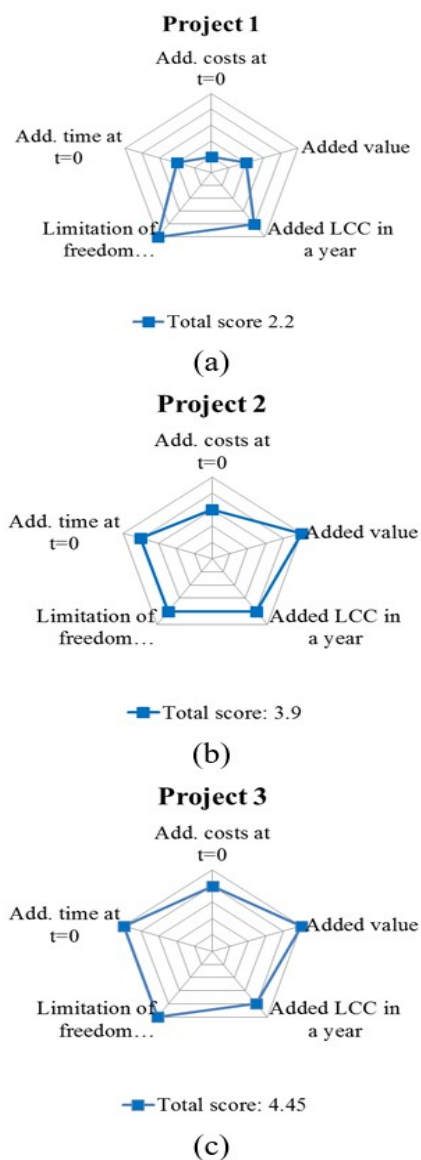 Project 1
Add. costs at
t=0
Add. time at
t=0
Added value
Limitation of
freedom…
Added LCC in
a year
Total score 2.2
(a)
Project 2
Add. costs at
t=0
Add. time at
t=0
Added value
Limitation of
freedom…
Added LCC in
a year
Total score: 3.9
(b)
Project 3
Add. costs at
t=0
Add. time at
t=0
Added value
Limitation of
freedom…
Added LCC in
a year
Total score: 4.45
(c)